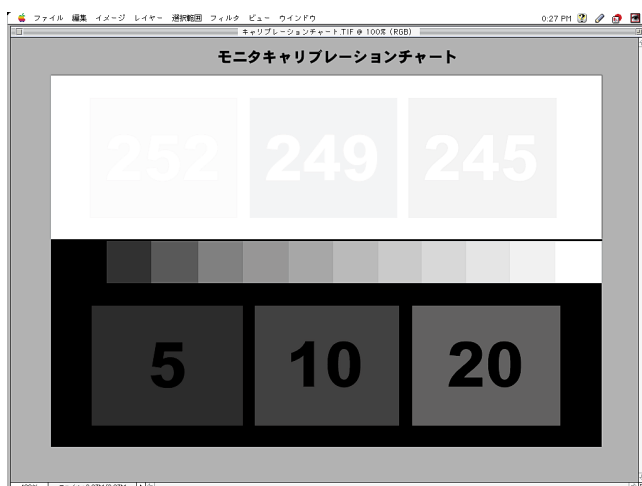 ファイル 編集 イメージ レイヤー 選択範囲 フィルタ ビュー ウインドウ 0:27 PM
キャリブレーションチャート.TIF @ 100% (RGB)
モニタキャリブレーションチャート
252 249 245
5 10 20